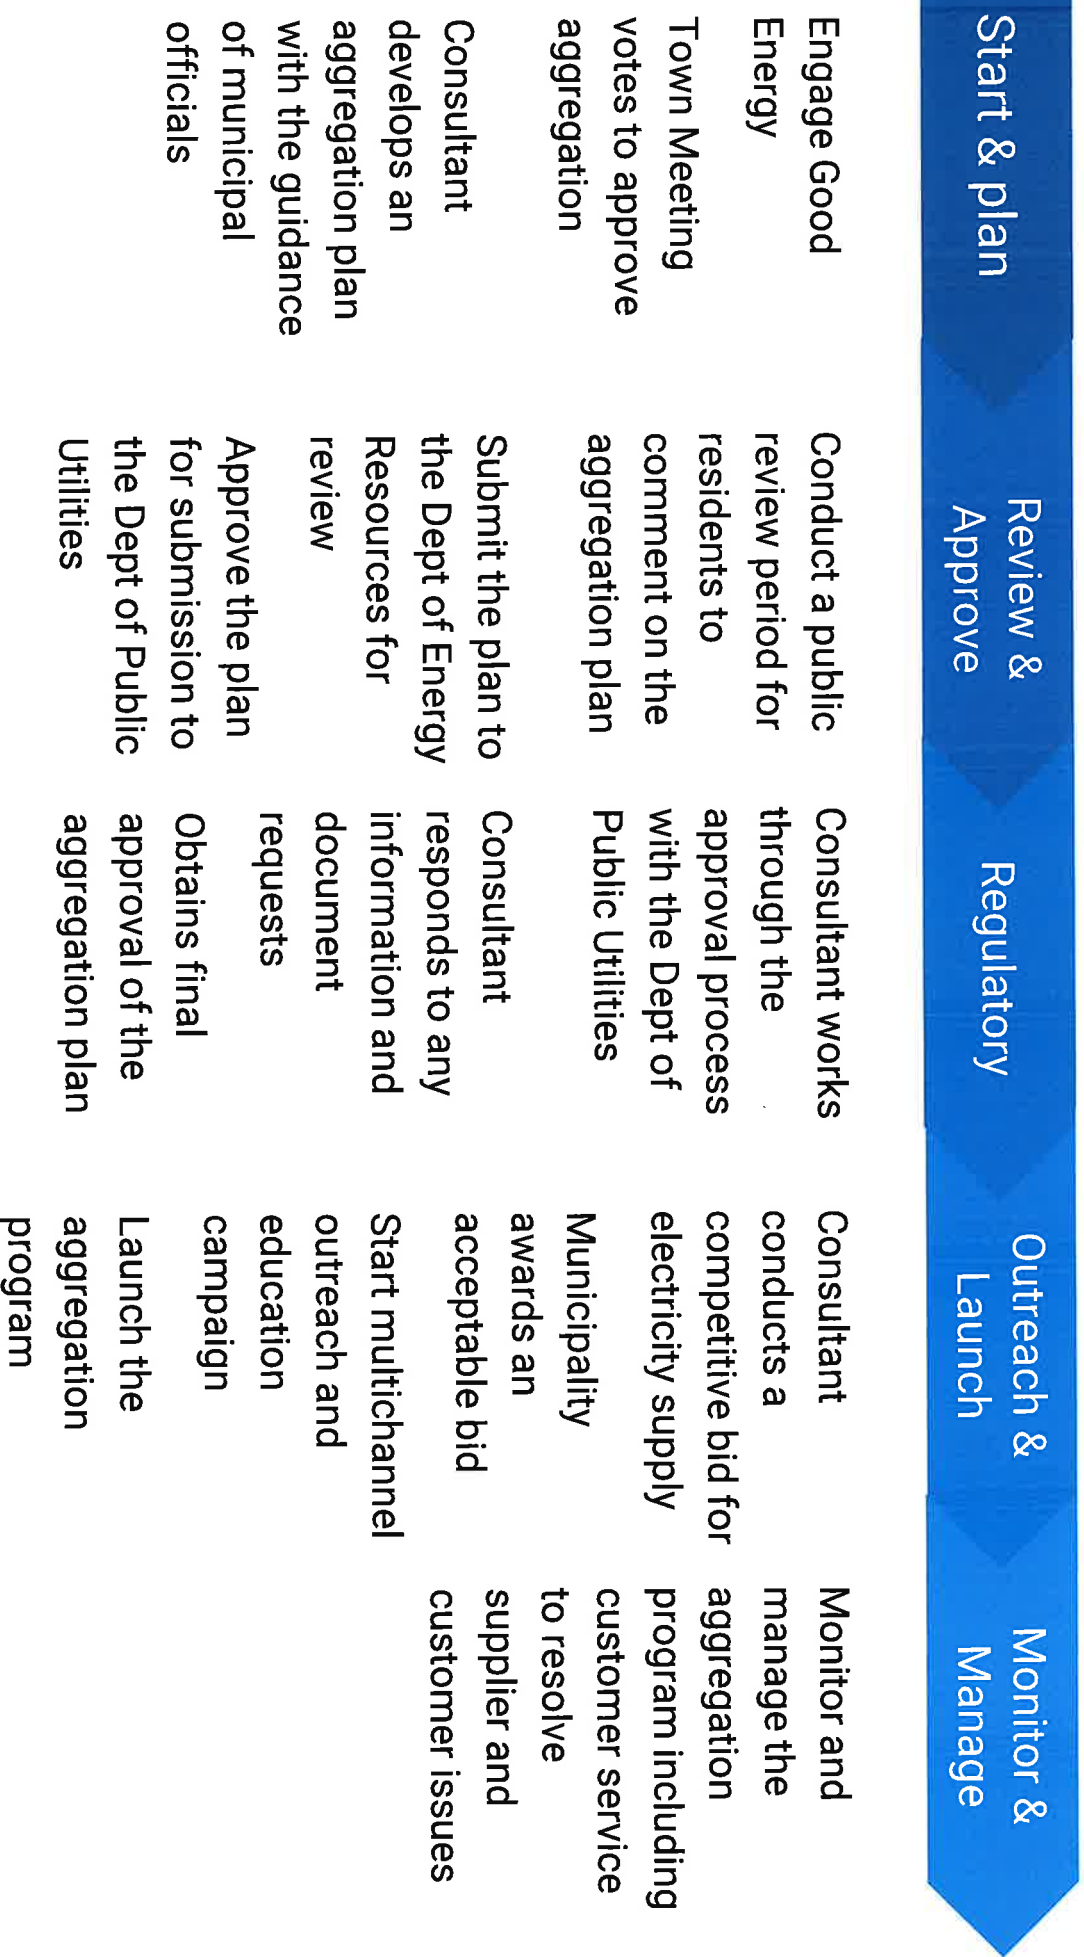 Start & plan
Engage Good
Energy
Town Meeting
votes to approve
aggregation
Consultant
develops an
aggregation plan
with the guidance
of municipal
officials
Review &
Approve
Conduct a public
review period for
residents to
comment on the
aggregation plan
Submit the plan to
the Dept of Energy
Resources for
review
Approve the plan
for submission to
the Dept of Public
Utilities
Regulatory
Consultant works
through the
approval process
with the Dept of
Public Utilities
Consultant
responds to any
information and
document
requests
Obtains final
approval of the
aggregation plan
Outreach &
Launch
Consultant
conducts a
competitive bid for
electricity supply
Municipality
awards an
acceptable bid
Start multichannel
outreach and
education
campaign
Launch the
aggregation
program
Monitor &
Manage
Monitor and
manage the
aggregation
program including
customer service
to resolve
supplier and
customer issues